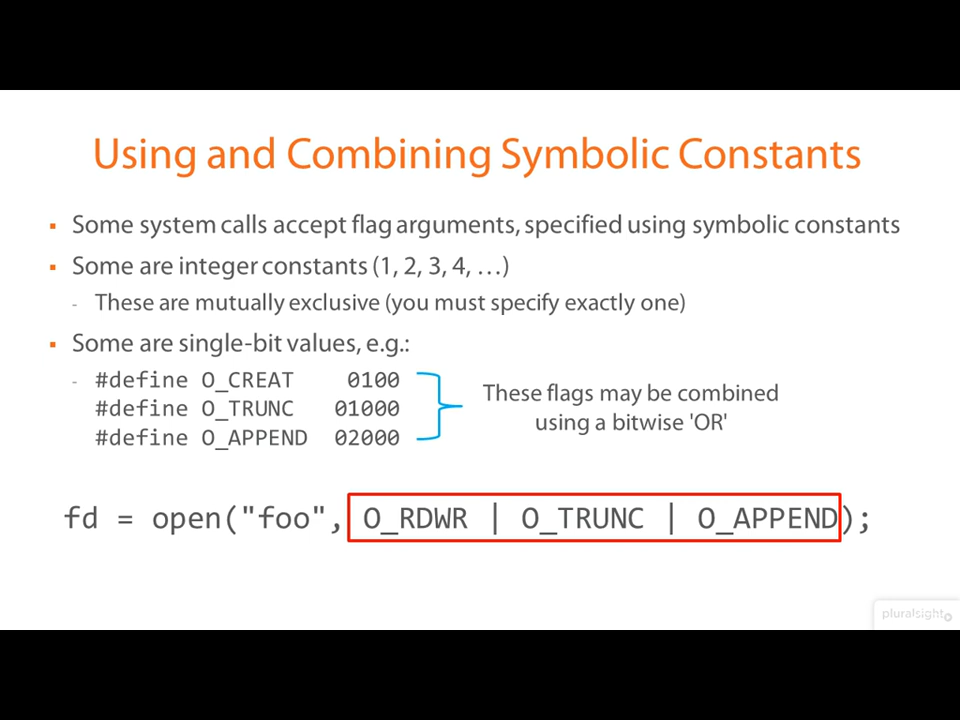 Using and Combining Symbolic Constants
▪ Some system calls accept flag arguments, specified using symbolic constants
▪ Some are integer constants (1, 2, 3, 4, …)
- These are mutually exclusive (you must specify exactly one)
▪ Some are single-bit values, e.g.:
- #define O_CREAT 0100
#define O_TRUNC 01000
#define O_APPEND 02000
These flags may be combined
using a bitwise 'OR'
fd = open("foo", O_RDWR | O_TRUNC | O_APPEND);
pluralsight